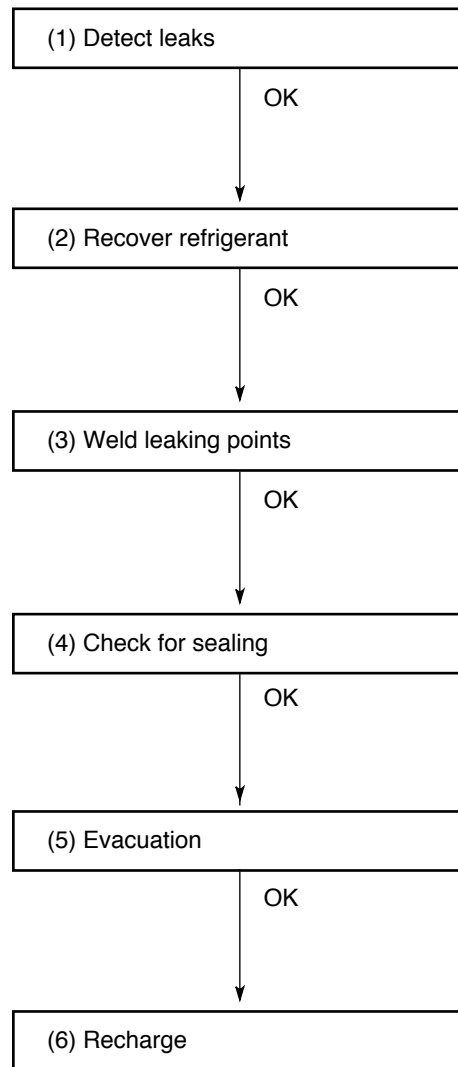 (1) Detect leaks
OK
(2) Recover refrigerant
OK
(3) Weld leaking points
OK
(4) Check for sealing
OK
(5) Evacuation
OK
(6) Recharge